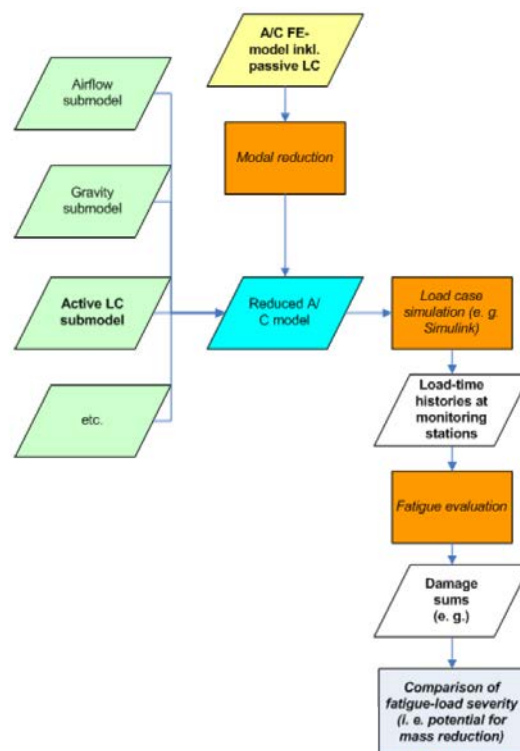 A/C FE-
model inkl.
passive LC
Airflow
submodel
Modal reduction
Gravity
submodel
Active LC
submodel
Reduced A/
C model
Load case
simulation (e. g.
Simulink)
etc.
Load-time
histories at
monitoring
stations
Fatigue evaluation
Damage
sums
(e. g.)
Comparison of
fatigue-load severity
(i. e. potential for
mass reduction)